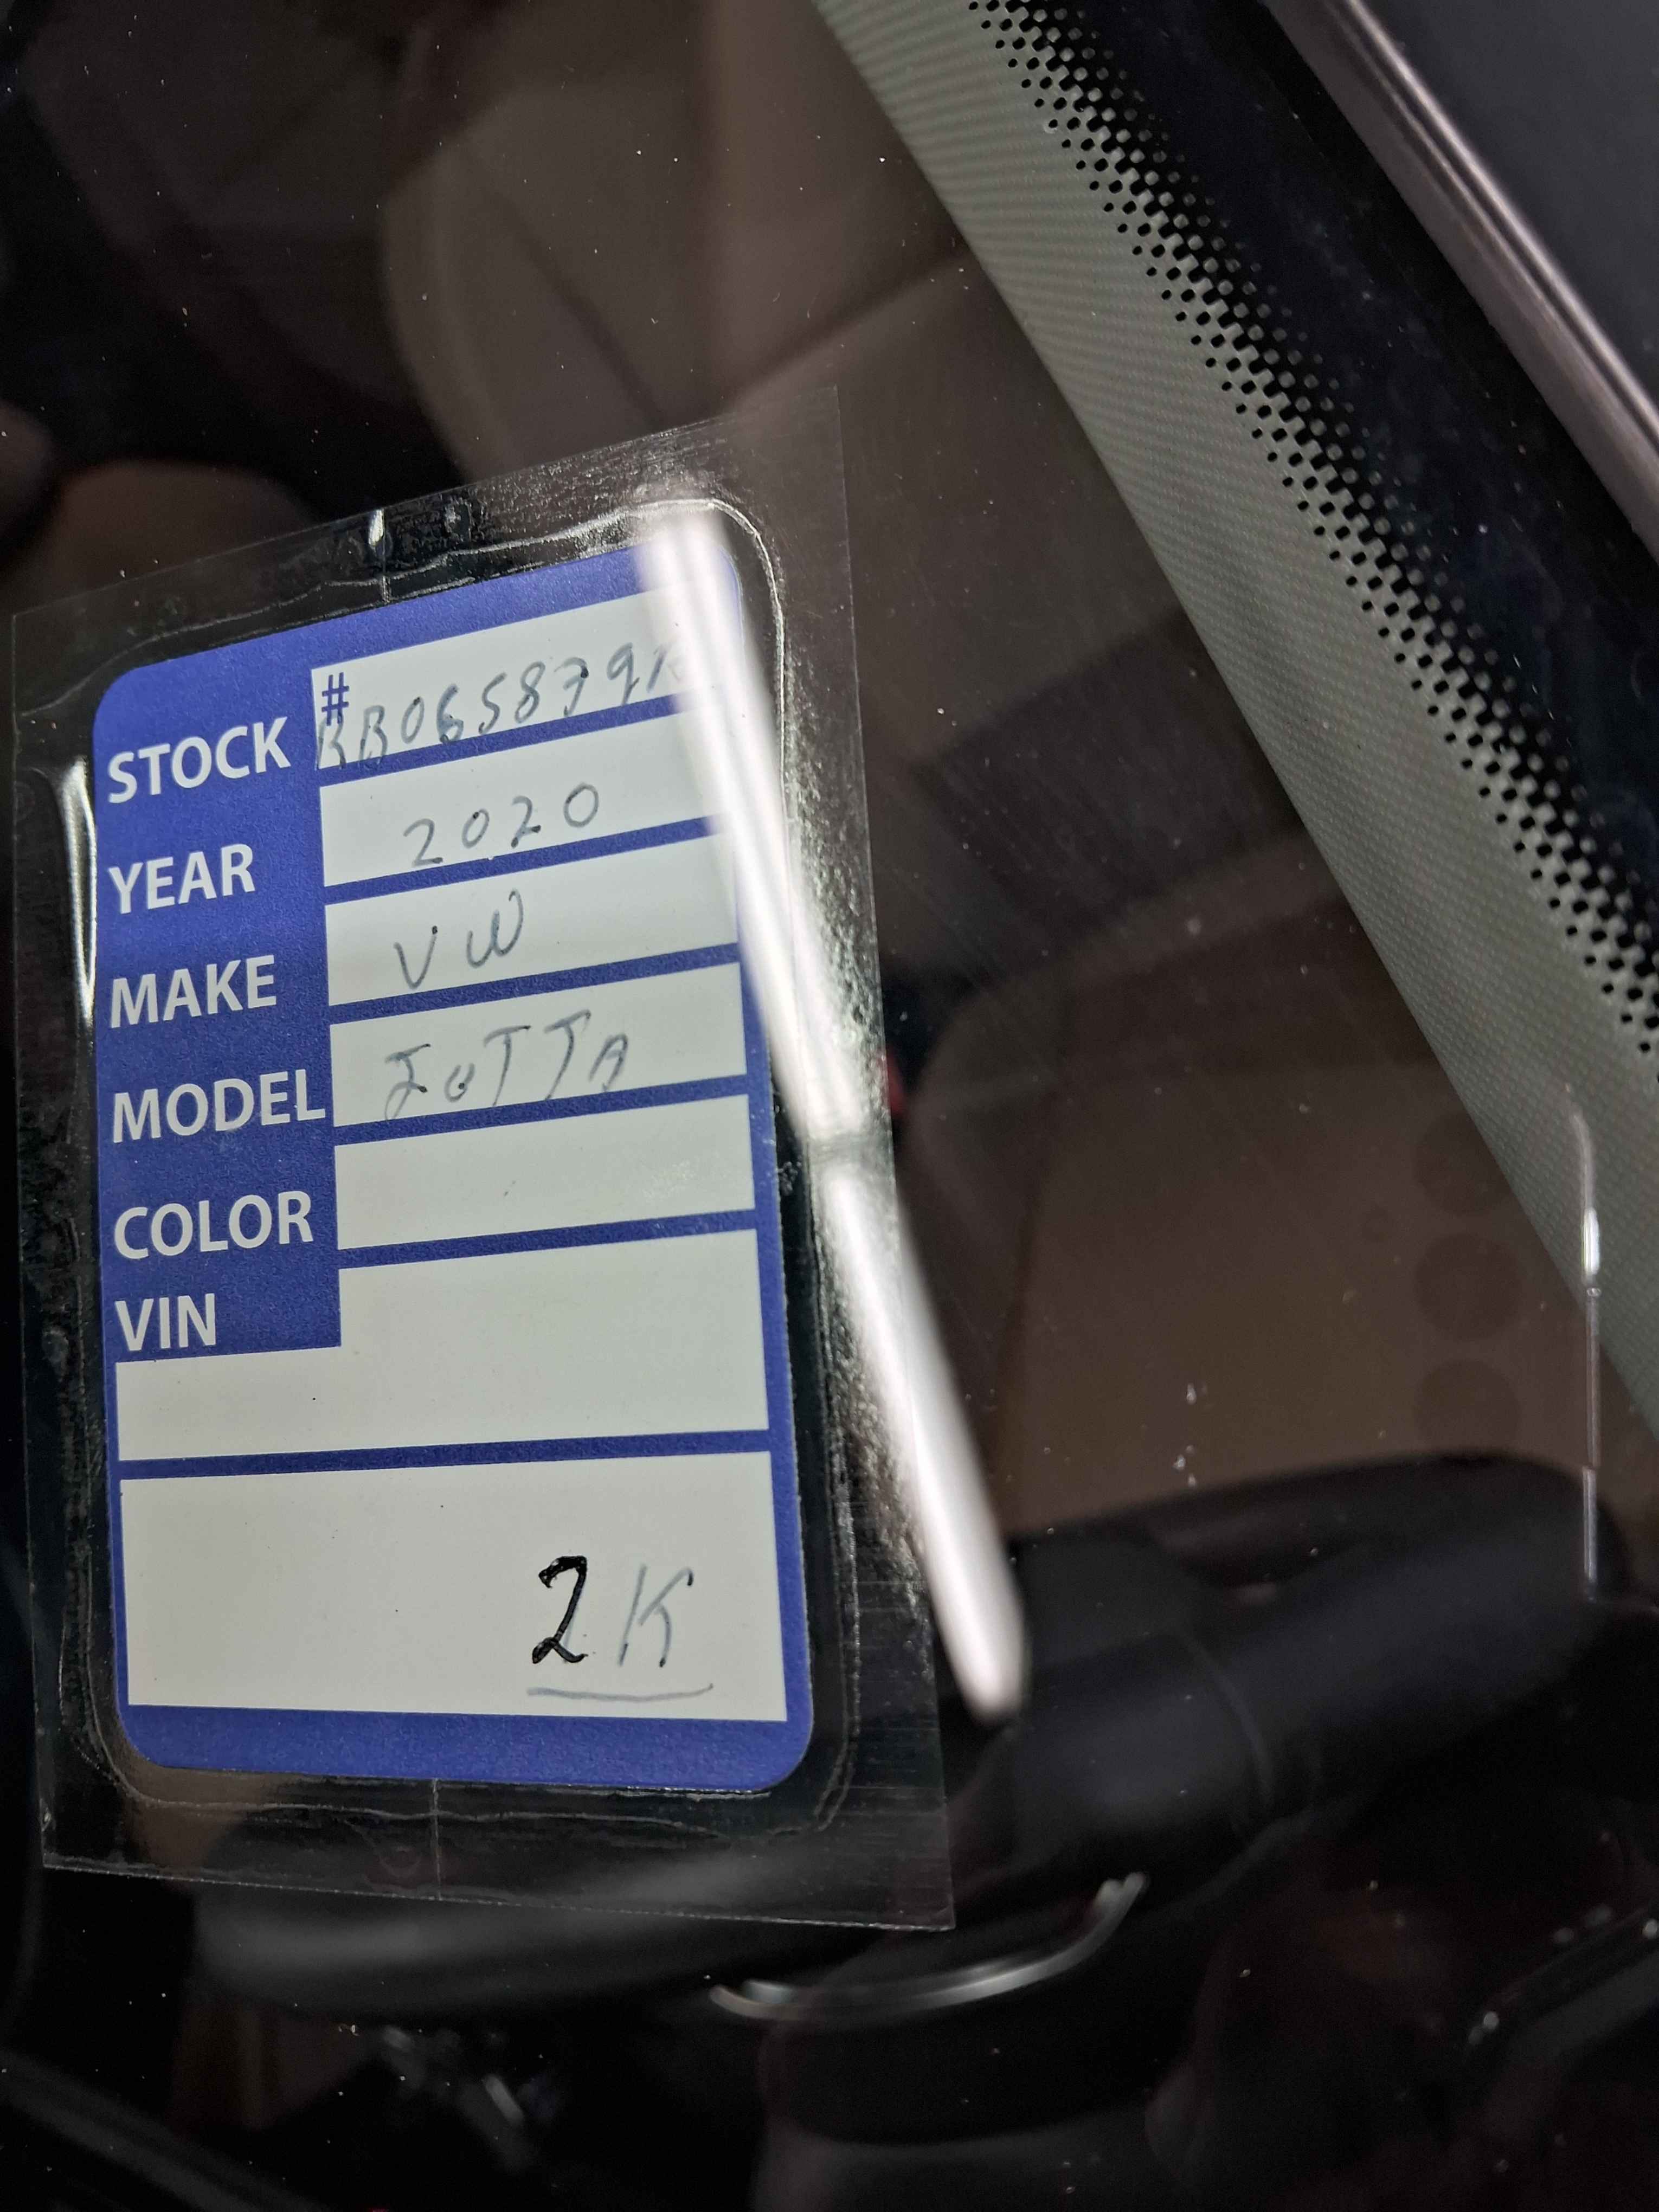 STOCK #
YEAR 2020
MAKE VW
MODEL JeTTA
COLOR
VIN
2K